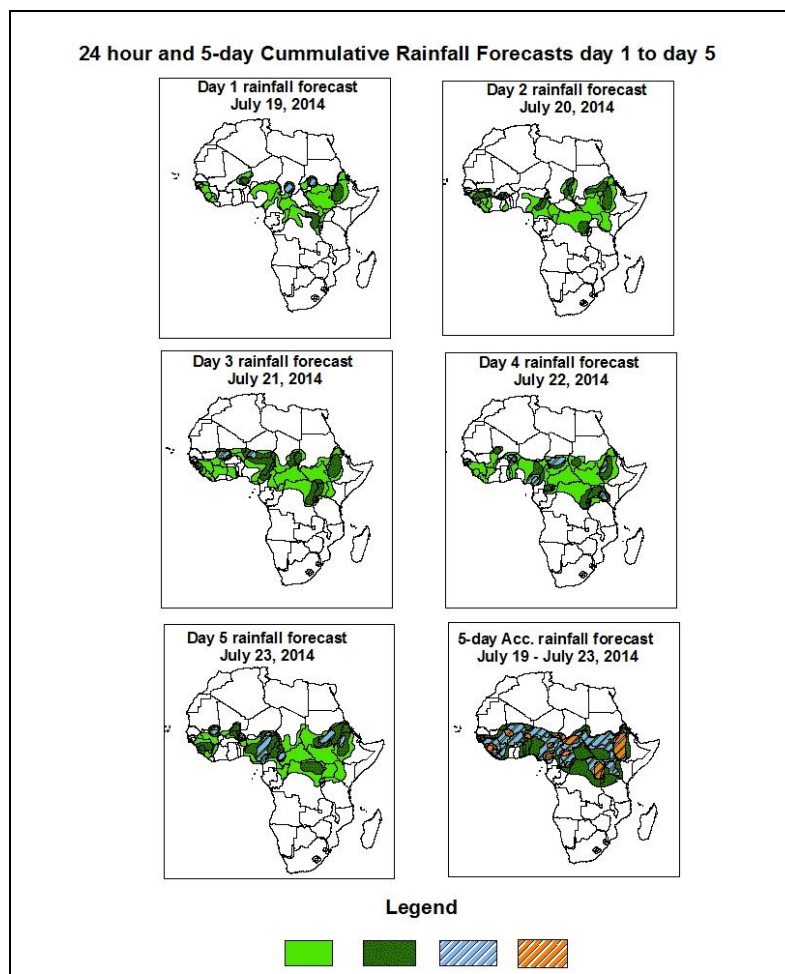 24 hour and 5-day Cummulative Rainfall Forecasts day 1 to day 5
Day 1 rainfall forecast
July 19, 2014
Day 2 rainfall forecast
July 20, 2014
Day 3 rainfall forecast
July 21, 2014
Day 4 rainfall forecast
July 22, 2014
Day 5 rainfall forecast
July 23, 2014
5-day Acc. rainfall forecast
July 19 - July 23, 2014
Legend